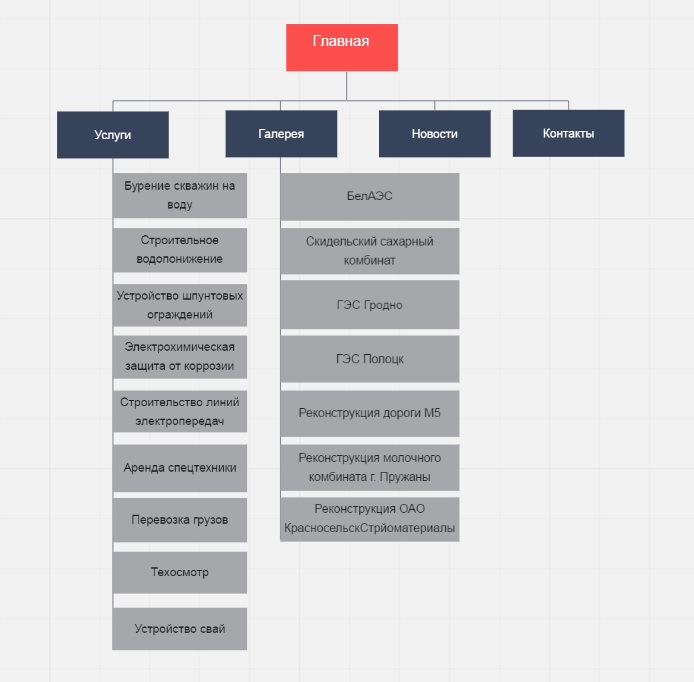 Главная
Услуги
Галерея
Новости
Контакты
Бурение скважин на
воду
Строительное
водопонижение
Устройство шпунтовых
ограждений
Электрохимическая
защита от коррозии
Строительство линий
электропередач
Аренда спецтехники
Перевозка грузов
Техосмотр
Устройство свай
БелАЭС
Скидельский сахарный
комбинат
ГЭС Гродно
ГЭС Полоцк
Реконструкция дороги М5
Реконструкция молочного
комбината г. Пружаны
Реконструкция ОАО
КрасносельскСтрйоматериалы